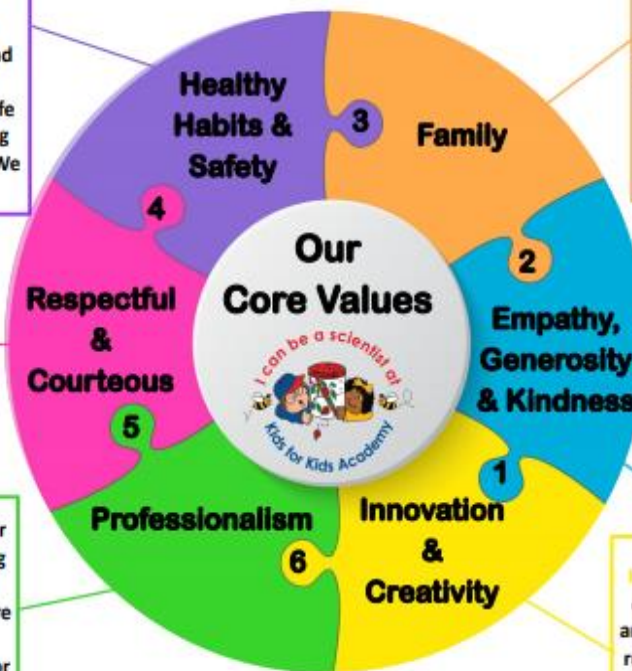 Healthy
Habits &
Safety
3
Family
4
2
Our
Core Values
I can be a scientist at
Kids for Kids Academy
Respectful
&
Courteous
Empathy,
Generosity
& Kindness
5
1
Professionalism
Innovation
&
Creativity
6
We